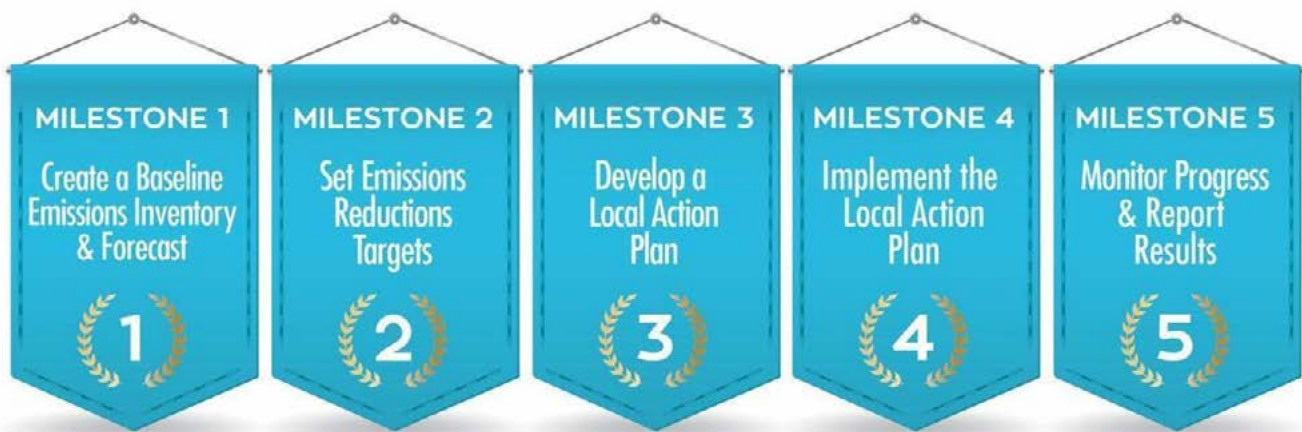 MILESTONE 1
Create a Baseline
Emissions Inventory
& Forecast
1
MILESTONE 2
Set Emissions
Reductions
Targets
2
MILESTONE 3
Develop a
Local Action
Plan
3
MILESTONE 4
Implement the
Local Action
Plan
4
MILESTONE 5
Monitor Progress
& Report
Results
5